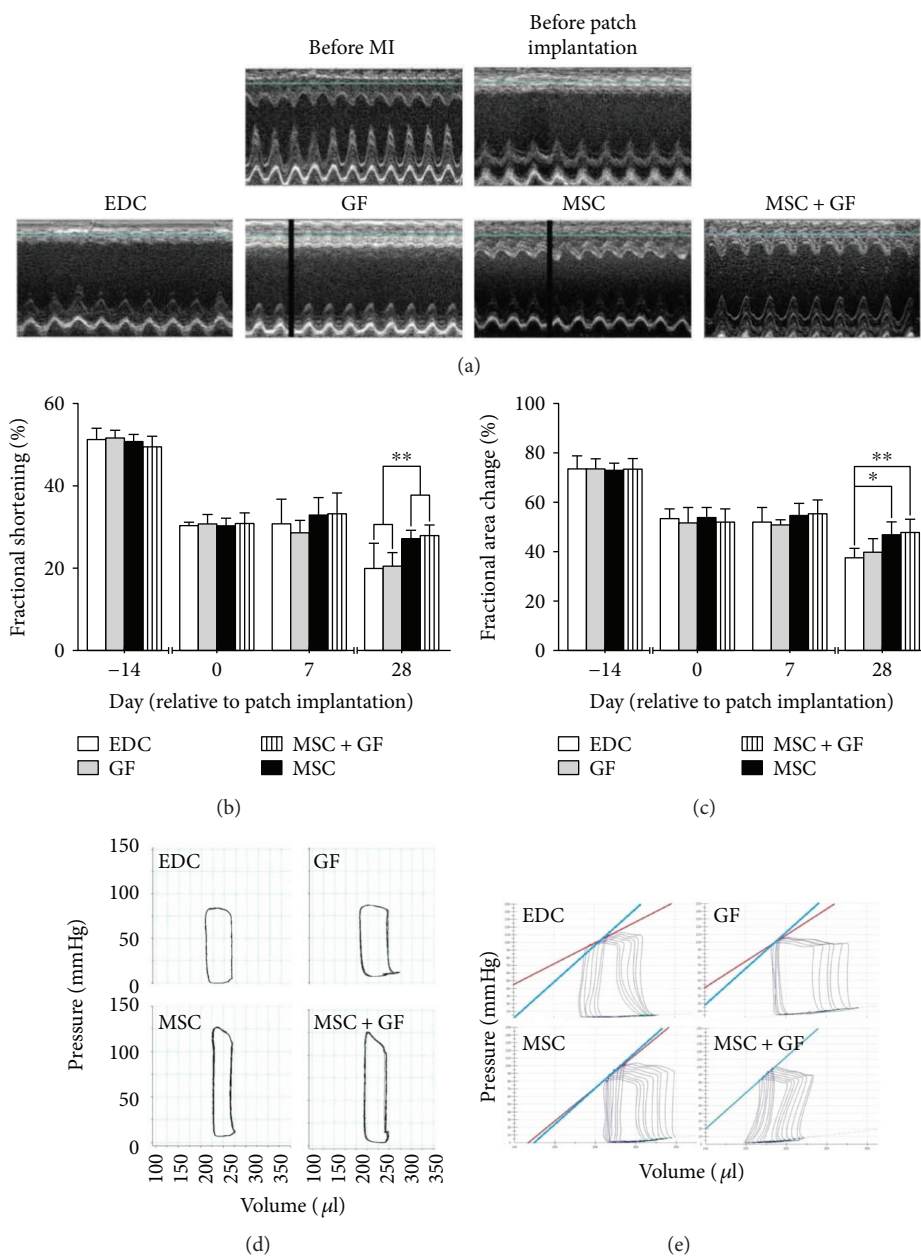 Before MI
Before patch
implantation
EDC
GF
MSC
MSC + GF
(a)
Fractional shortening (%)
60
40
20
0
**
−14
0
7
28
Day (relative to patch implantation)
EDC
GF
MSC + GF
MSC
(b)
Fractional area change (%)
100
80
60
40
20
0
**
*
−14
0
7
28
Day (relative to patch implantation)
EDC
GF
MSC + GF
MSC
(c)
Pressure (mmHg)
150
100
50
0
150
100
50
0
EDC
GF
MSC
MSC + GF
100
150
200
250
300
350
100
150
200
250
300
350
Volume (μl)
(d)
Pressure (mmHg)
EDC
GF
MSC
MSC + GF
Volume (μl)
(e)